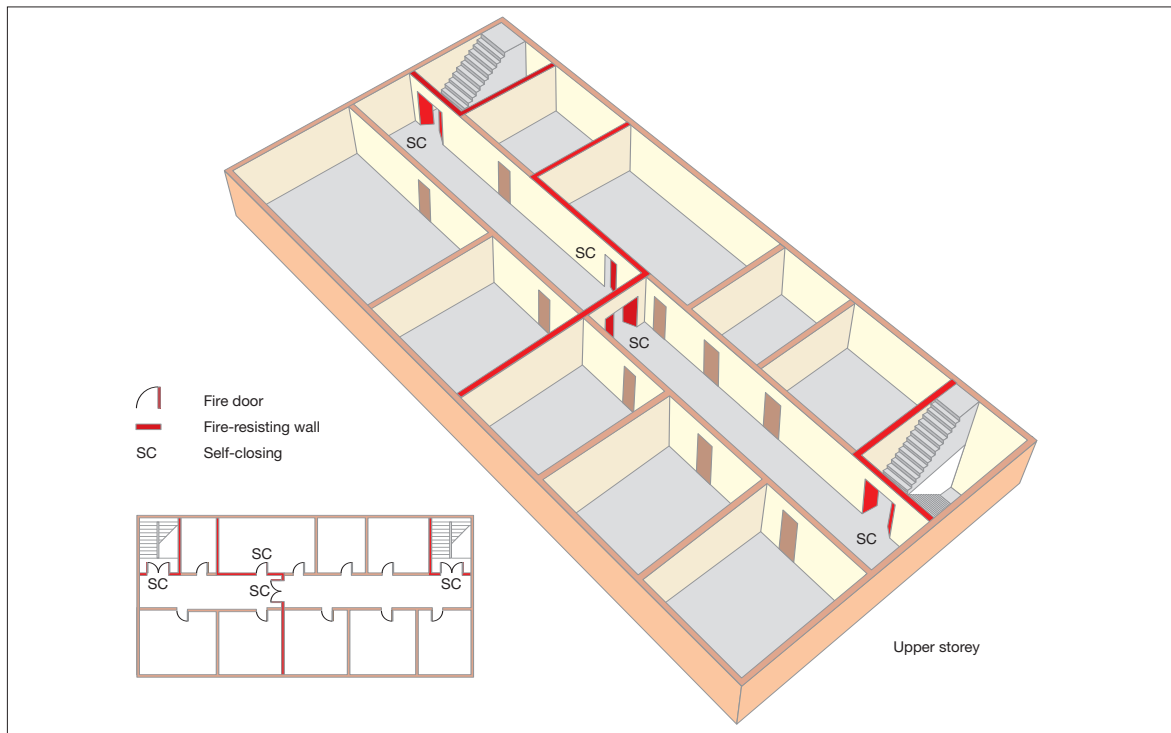 SC
SC
SC
SC
Fire door
Fire-resisting wall
SC Self-closing
SC
SC
SC
SC
Upper storey